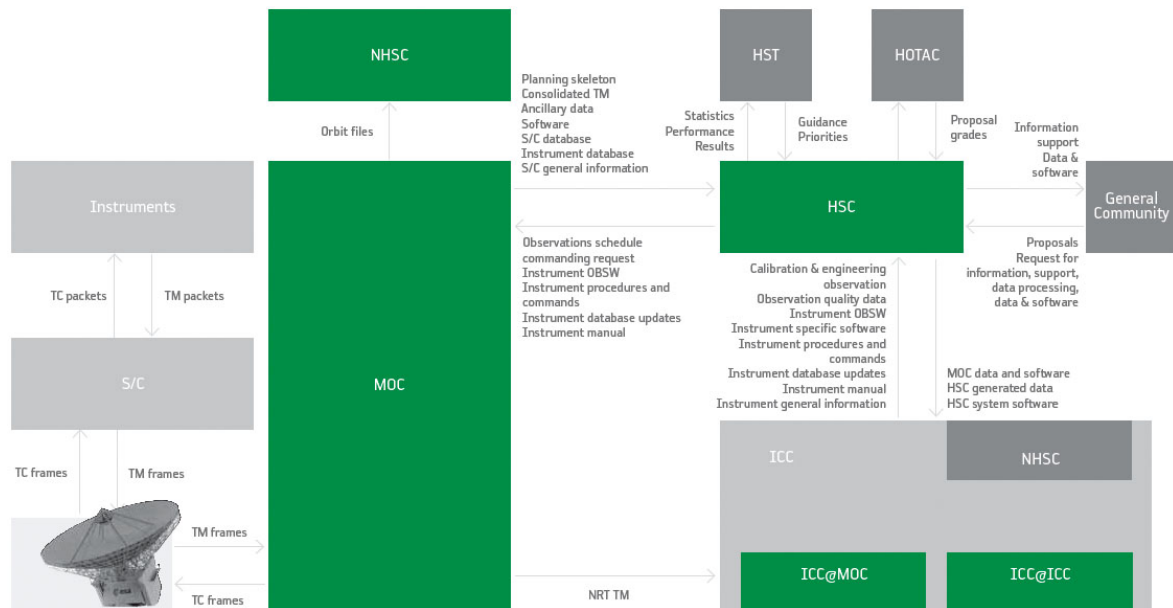 NHSC
HST
HOTAC
Planning skeleton
Consolidated TM
Ancillary data
Software
S/C database
Instrument database
S/C general information
Orbit files
Statistics
Performance
Results
Guidance
Priorities
Proposal
grades
Information
support
Data &
software
Instruments
MOC
HSC
General
Community
TC packets
TM packets
Observations schedule
commanding request
Instrument OBSW
Instrument procedures and
commands
Instrument database updates
Instrument manual
Proposals
Request for
information, support,
data processing,
data & software
Calibration & engineering
observation
Observation quality data
Instrument OBSW
Instrument specific software
Instrument procedures and
commands
Instrument database updates
Instrument manual
Instrument general information
MOC data and software
HSC generated data
HSC system software
S/C
TC frames
TM frames
ICC
NHSC
TM frames
TC frames
esa
NRT TM
ICC@MOC
ICC@ICC